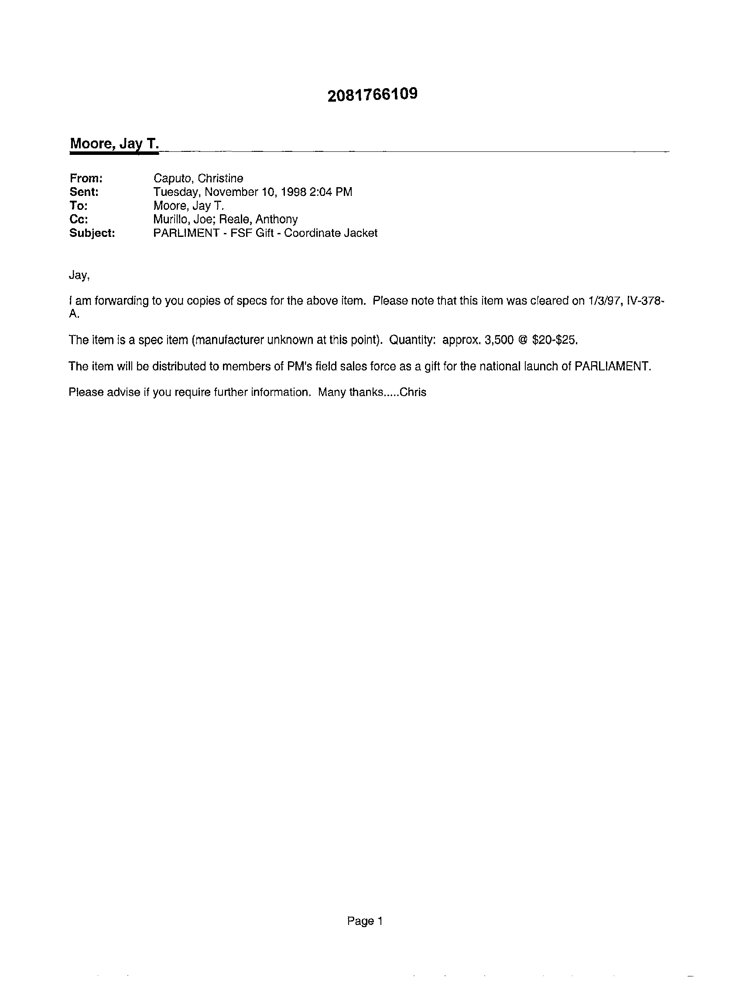 2081766109
Moore, Jay T.
From: Caputo, Christine
Sent: Tuesday, November 10, 1998 2:04 PM
To: Moore, Jay T.
Cc: Murillo, Joe; Reale, Anthony
Subject: PARLIMENT - FSF Gift - Coordinate Jacket
Jay,
I am forwarding to you copies of specs for the above item. Please note that this item was cleared on 1/3/97, IV-378-
A.
The item is a spec item (manufacturer unknown at this point). Quantity: approx. 3,500 @ $20-$25.
The item will be distributed to members of PM's field sales force as a gift for the national launch of PARLIAMENT.
Please advise if you require further information. Many thanks.....Chris
Page 1